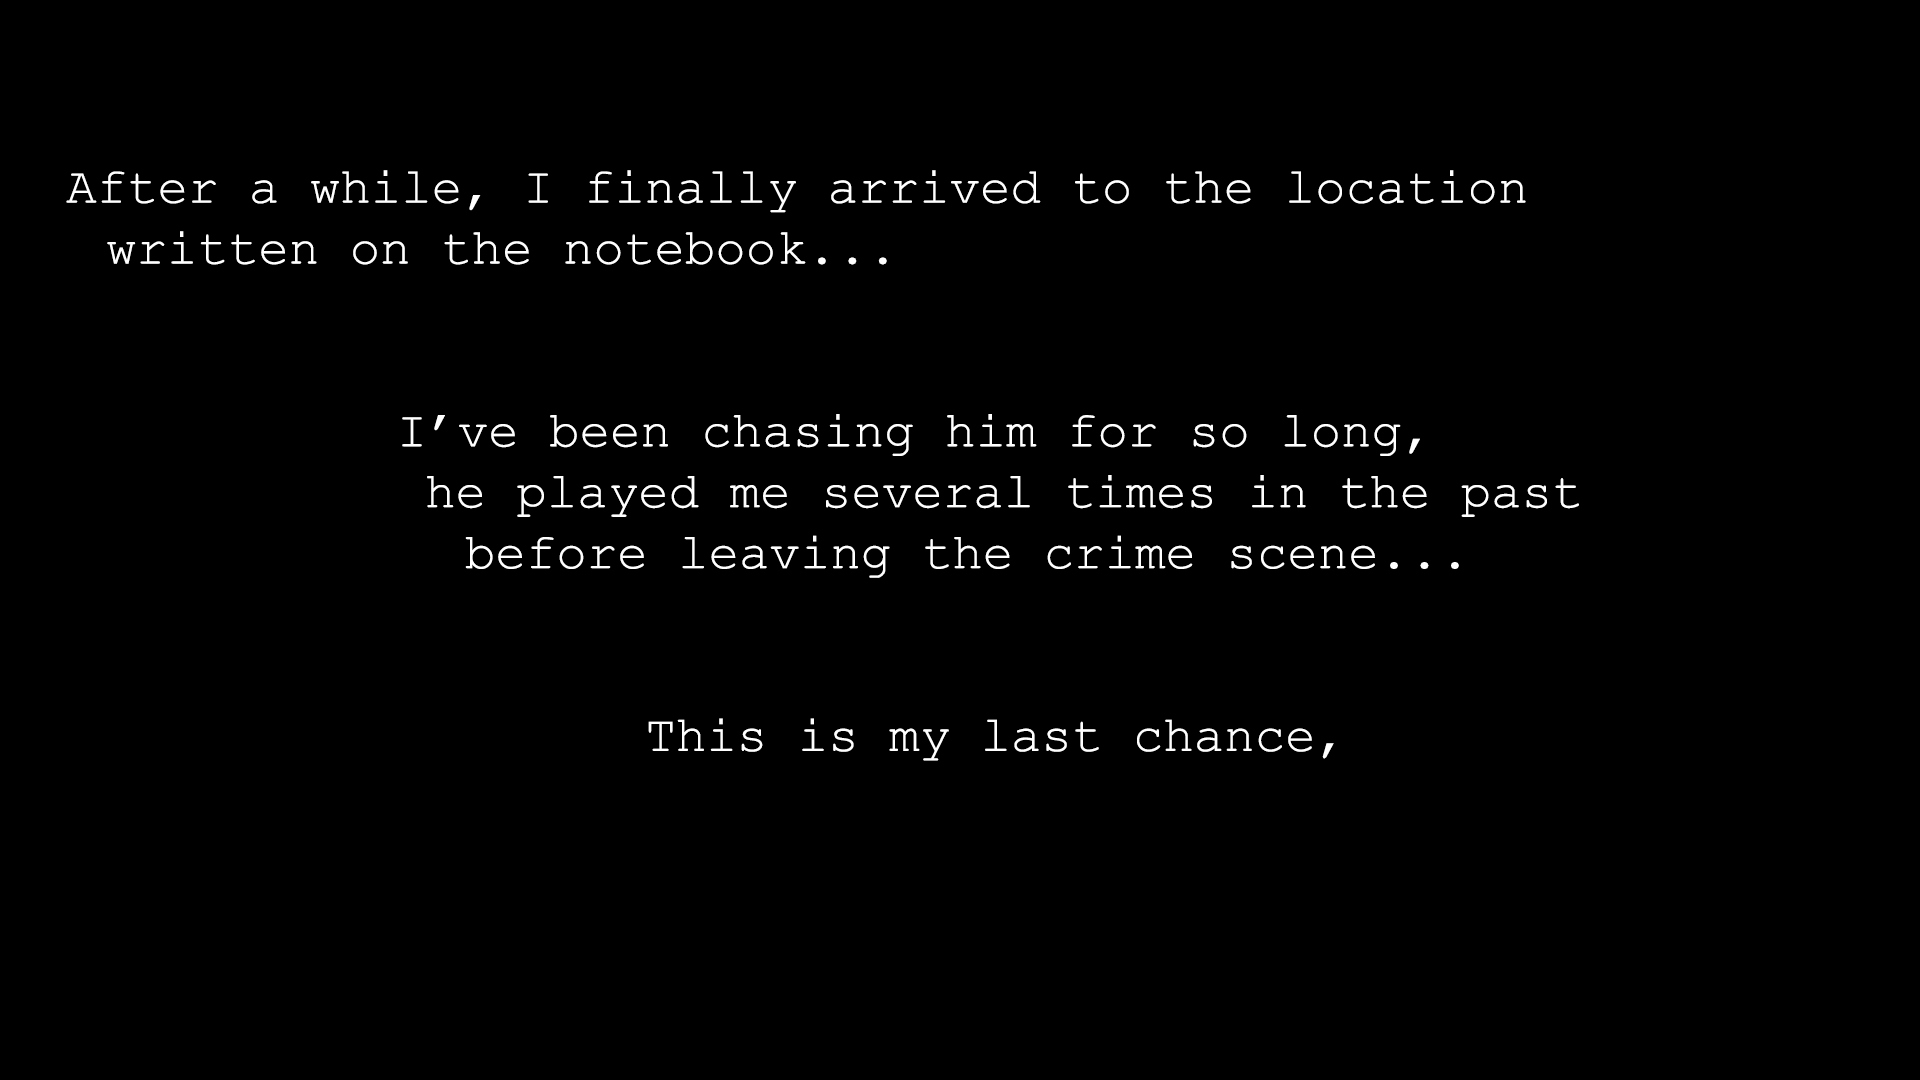 After a while, I finally arrived to the location
written on the notebook...
I’ve been chasing him for so long,
he played me several times in the past
before leaving the crime scene...
This is my last chance,